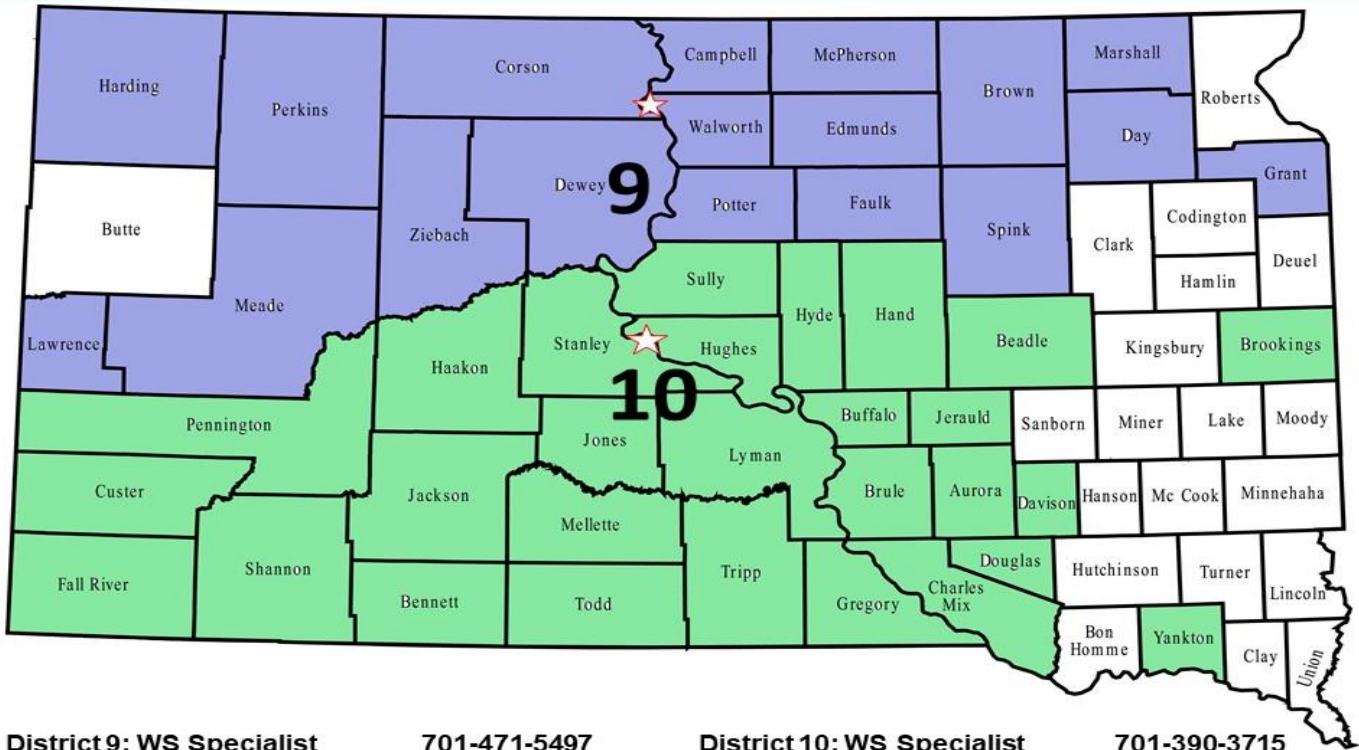 Harding
Perkins
Corson
Campbell
McPherson
Brown
Marshall
Roberts
Walworth
Edmunds
Day
Grant
Butte
Ziebach
Dewey
9
Potter
Faulk
Spink
Clark
Codington
Hamlin
Deuel
Lawrence
Meade
Sully
Hyde
Hand
Stanley
Hughes
Haakon
Beadle
Kingsbury
Brookings
10
Pennington
Jones
Lyman
Buffalo
Jerauld
Sanborn
Miner
Lake
Moody
Custer
Jackson
Mellette
Brule
Aurora
Davison
Hanson
Mc Cook
Minnehaha
Fall River
Shannon
Bennett
Todd
Tripp
Gregory
Charles
Mix
Douglas
Hutchinson
Turner
Lincoln
Bon
Homme
Yankton
Clay
Union
District 9: WS Specialist 701-471-5497 District 10: WS Specialist 701-390-3715